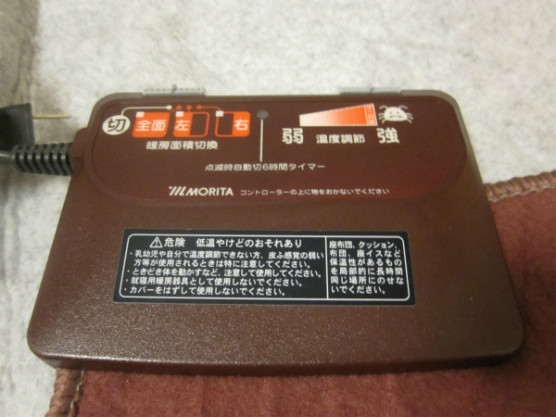 切 全面 左 右
暖房面積切換
弱 温度調節 強
点滅時自動切6時間タイマー
MORITA コントローラーの上に物をおかないでください
⚠危険 低温やけどのおそれあり
・乳幼児や自分で温度調節できない方、皮ふ感覚の弱い
方等が使用されるときは特に注意してください。
・ときどき体を動かすなど、注意して使用してください。
・就寝用暖房器具として使用しないでください。
・カバーをはずして使用しないでください。
座布団、クッション、
布団、座イスなど
保温性があるもの
を局部的に長時間
同じ場所にのせな
いでください。